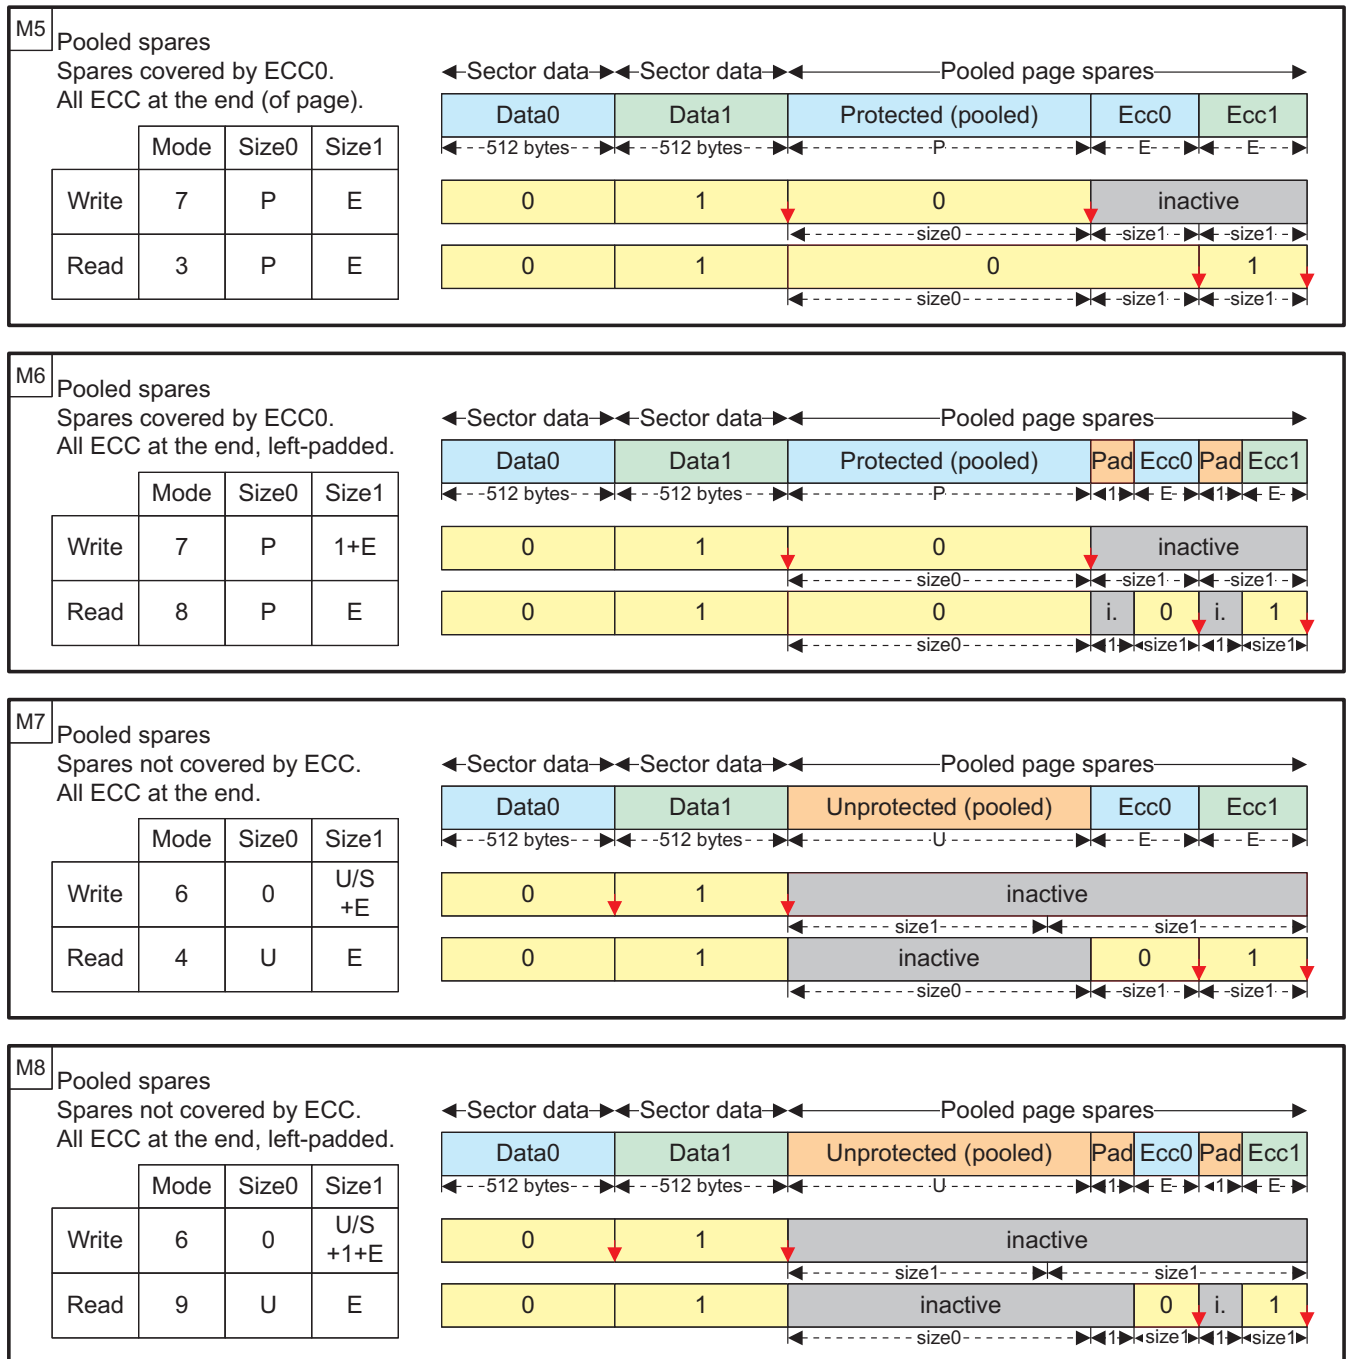 M5
Pooled spares
Spares covered by ECC0.
All ECC at the end (of page).
Mode Size0 Size1
Write 7 P E
Read 3 P E
Sector data Sector data Pooled page spares
Data0 Data1 Protected (pooled) Ecc0 Ecc1
512 bytes 512 bytes P E E
0 1 0 inactive
size0 size1 size1
0 1 0 1
size0 size1 size1
M6
Pooled spares
Spares covered by ECC0.
All ECC at the end, left-padded.
Mode Size0 Size1
Write 7 P 1+E
Read 8 P E
Sector data Sector data Pooled page spares
Data0 Data1 Protected (pooled) Pad Ecc0 Pad Ecc1
512 bytes 512 bytes P 1 E 1 E
0 1 0 inactive
size0 size1 size1
0 1 0 i. 0 i. 1
size0 1 size1 1 size1
M7
Pooled spares
Spares not covered by ECC.
All ECC at the end.
Mode Size0 Size1
Write 6 0 U/S
+E
Read 4 U E
Sector data Sector data Pooled page spares
Data0 Data1 Unprotected (pooled) Ecc0 Ecc1
512 bytes 512 bytes U E E
0 1 inactive
size1 size1
0 1 inactive 0 1
size0 size1 size1
M8
Pooled spares
Spares not covered by ECC.
All ECC at the end, left-padded.
Mode Size0 Size1
Write 6 0 U/S
+1+E
Read 9 U E
Sector data Sector data Pooled page spares
Data0 Data1 Unprotected (pooled) Pad Ecc0 Pad Ecc1
512 bytes 512 bytes U 1 E 1 E
0 1 inactive
size1 size1
0 1 inactive 0 i. 1
size0 1 size1 1 size1